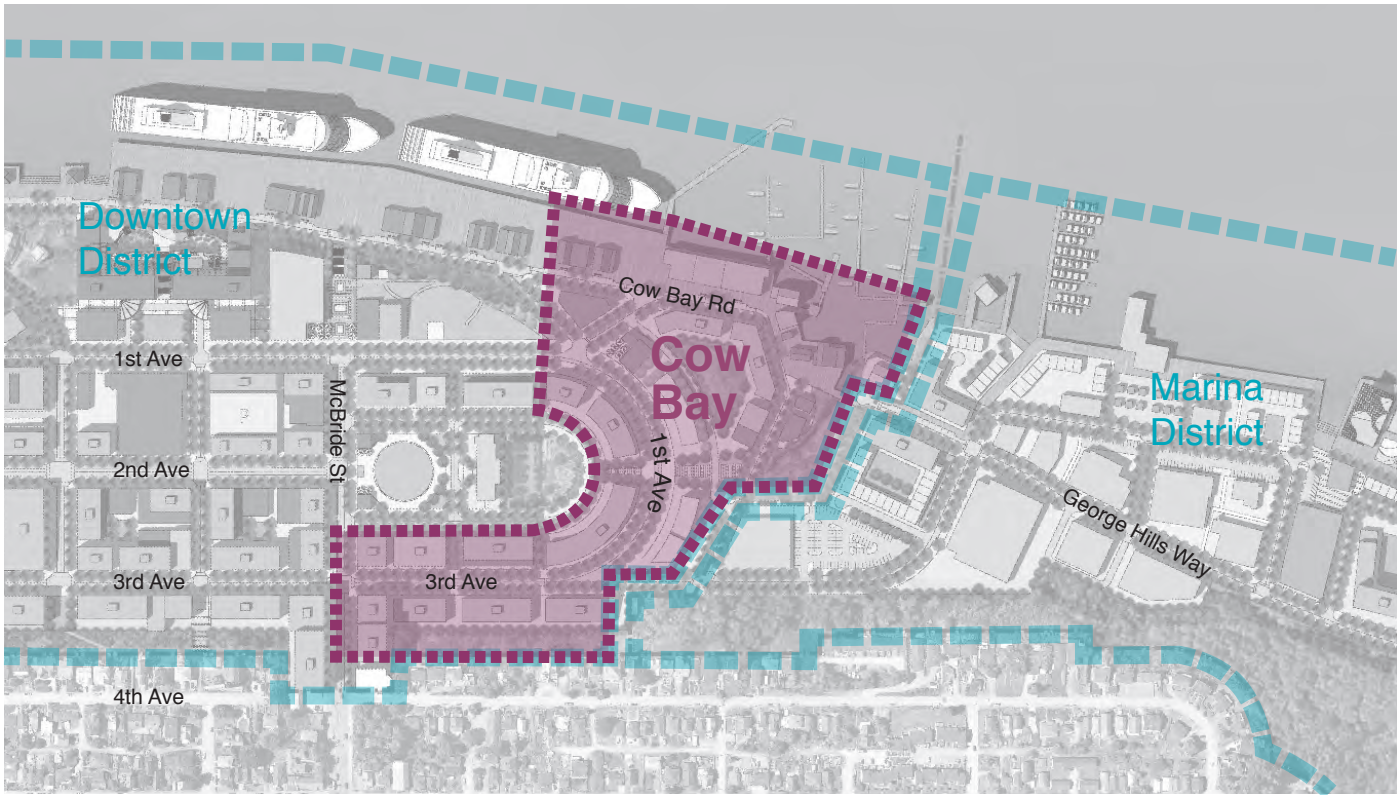 Downtown
District
Cow Bay Rd
1st Ave
Cow
Bay
McBride St
Marina
District
1st Ave
2nd Ave
George Hills Way
3rd Ave
3rd Ave
4th Ave